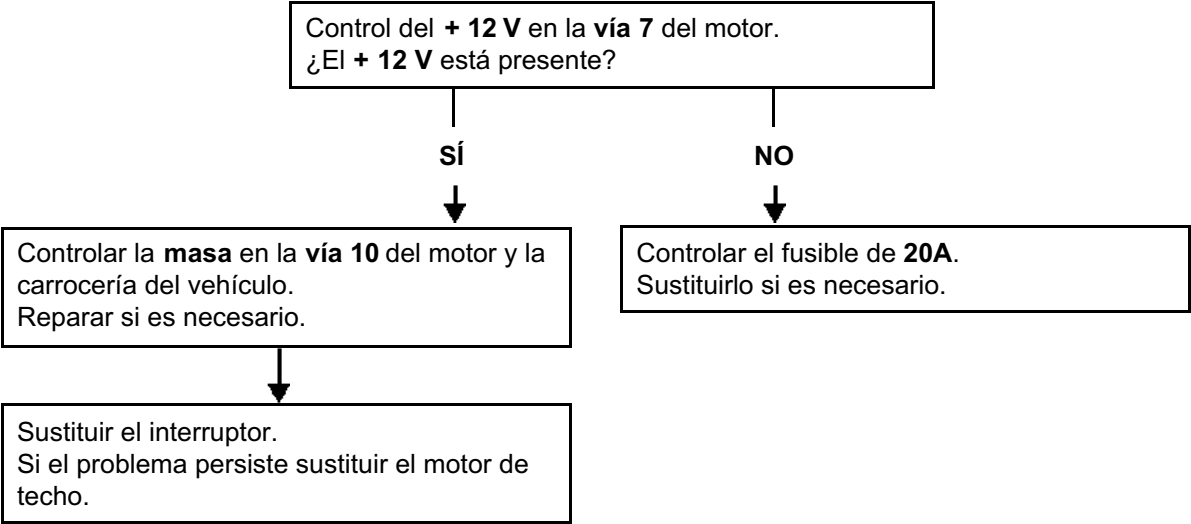 Control del + 12 V en la vía 7 del motor.
¿El + 12 V está presente?
SÍ
NO
Controlar la masa en la vía 10 del motor y la
carrocería del vehículo.
Reparar si es necesario.
Controlar el fusible de 20A.
Sustituirlo si es necesario.
Sustituir el interruptor.
Si el problema persiste sustituir el motor de
techo.